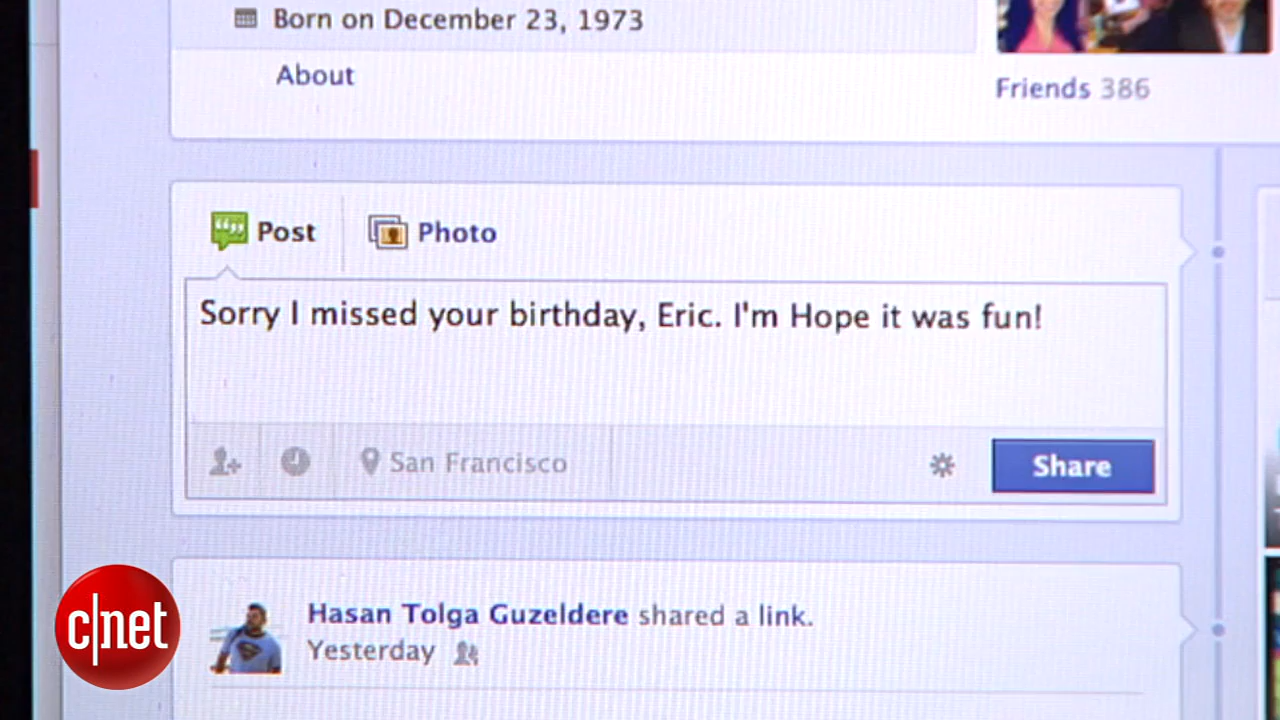 Born on December 23, 1973
About
Friends 386
Post
Photo
Sorry I missed your birthday, Eric. I'm Hope it was fun!
San Francisco
Share
Hasan Tolga Guzeldere shared a link.
Yesterday
c|net